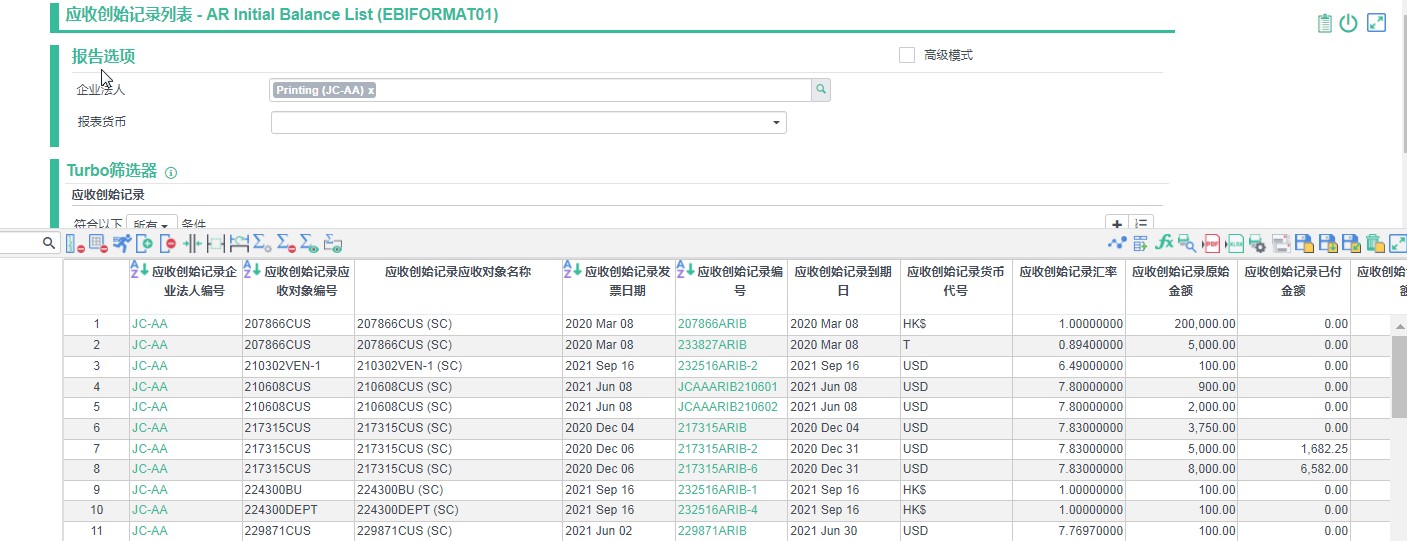 应收创始记录列表 - AR Initial Balance List (EBIFORMAT01)
报告选项
高级模式
企业法人 Printing (JC-AA) x
报表货币
Turbo筛选器
应收创始记录
符合以下 所有 条件
应收创始记录企业法人编号 应收创始记录应收对象编号 应收创始记录应收对象名称 应收创始记录发票日期 应收创始记录编号 应收创始记录到期日 应收创始记录货币代号 应收创始记录汇率 应收创始记录原始金额 应收创始记录已付金额 应收创始
1 JC-AA 207866CUS 207866CUS (SC) 2020 Mar 08 207866ARIB 2020 Mar 08 HK$ 1.00000000 200,000.00 0.00
2 JC-AA 207866CUS 207866CUS (SC) 2020 Mar 08 233827ARIB 2020 Mar 08 T 0.89400000 5,000.00 0.00
3 JC-AA 210302VEN-1 210302VEN-1 (SC) 2021 Sep 16 232516ARIB-2 2021 Sep 16 USD 6.49000000 100.00 0.00
4 JC-AA 210608CUS 210608CUS (SC) 2021 Jun 08 JCAAARIB210601 2021 Jun 08 USD 7.80000000 900.00 0.00
5 JC-AA 210608CUS 210608CUS (SC) 2021 Jun 08 JCAAARIB210602 2021 Jun 08 USD 7.80000000 2,000.00 0.00
6 JC-AA 217315CUS 217315CUS (SC) 2020 Dec 04 217315ARIB 2020 Dec 04 USD 7.83000000 3,750.00 0.00
7 JC-AA 217315CUS 217315CUS (SC) 2020 Dec 06 217315ARIB-2 2020 Dec 31 USD 7.83000000 5,000.00 1,682.25
8 JC-AA 217315CUS 217315CUS (SC) 2020 Dec 06 217315ARIB-6 2020 Dec 31 USD 7.83000000 8,000.00 6,582.00
9 JC-AA 224300BU 224300BU (SC) 2021 Sep 16 232516ARIB-1 2021 Sep 16 HK$ 1.00000000 100.00 0.00
10 JC-AA 224300DEPT 224300DEPT (SC) 2021 Sep 16 232516ARIB-4 2021 Sep 16 HK$ 1.00000000 100.00 0.00
11 JC-AA 229871CUS 229871CUS (SC) 2021 Jun 02 229871ARIB 2021 Jun 30 USD 7.76970000 100.00 0.00